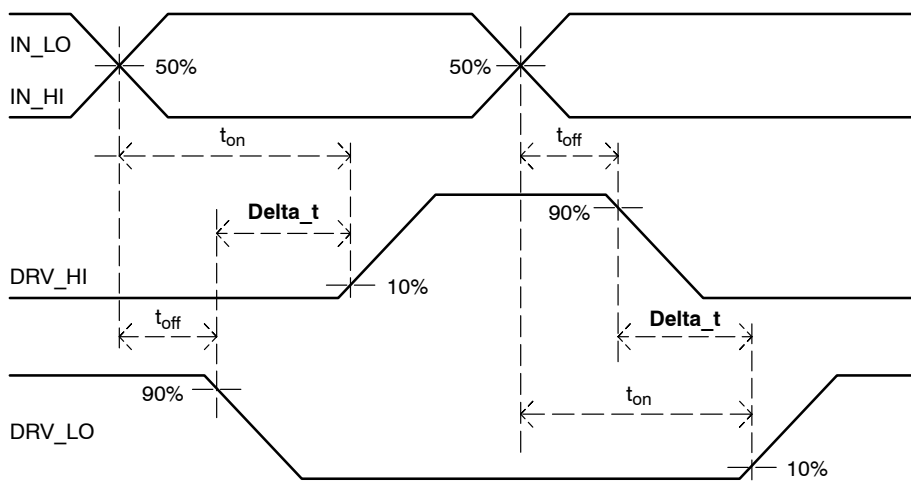 IN_LO
50%
50%
IN_HI
ton
toff
Delta_t
90%
DRV_HI
10%
toff
Delta_t
90%
ton
DRV_LO
10%